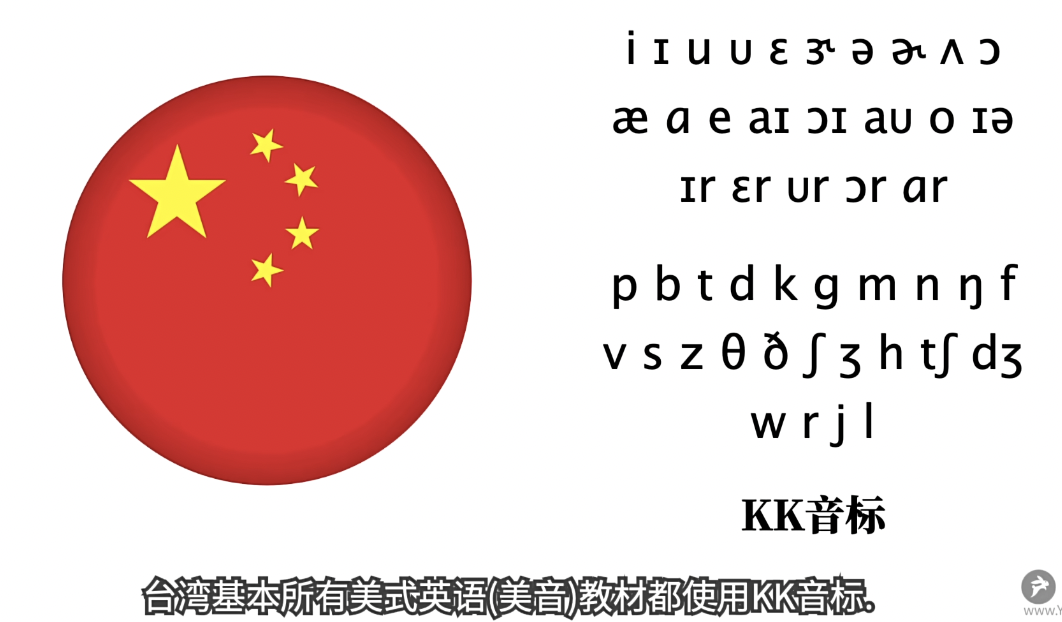 i ɪ u ʊ ɛ ɝ ə ɚ ʌ ɔ
æ ɑ e aɪ ɔɪ aʊ o ɪə
ɪr ɛr ʊr ɔr ɑr
p b t d k g m n ŋ f
v s z θ ð ʃ ʒ h tʃ dʒ
w r j l
KK音标
台湾基本所有美式英语(美音)教材都使用KK音标.
www.Y